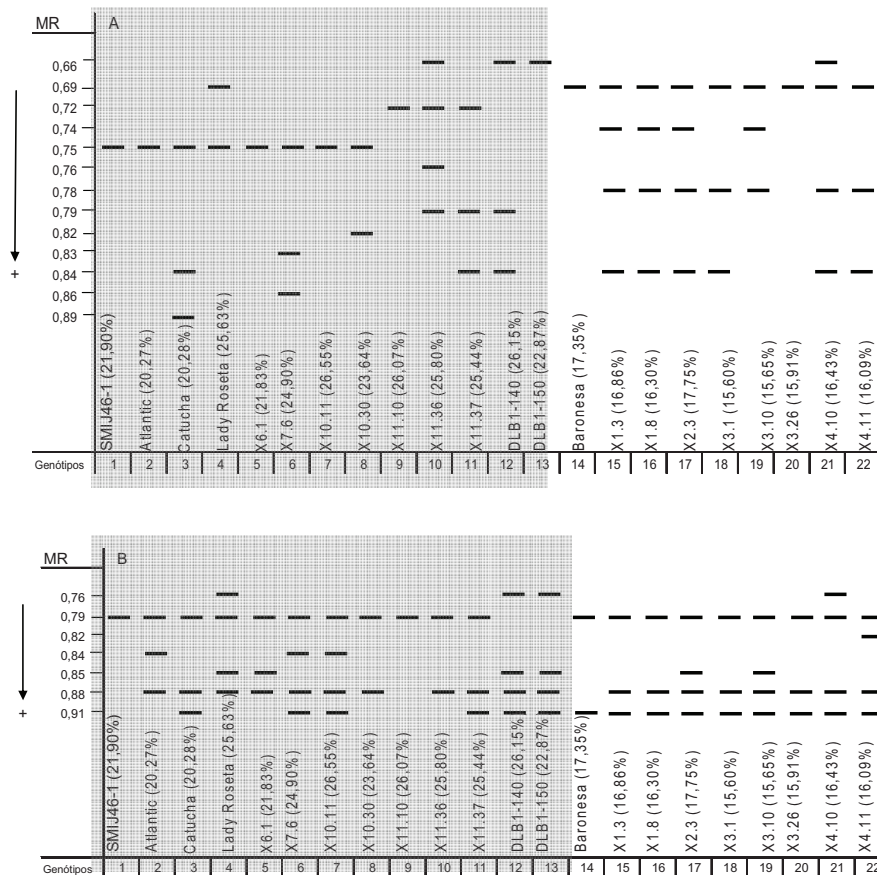 MR
A
0,66
0,69
0,72
0,74
0,75
0,76
0,78
0,79
0,82
0,83
0,84
0,86
0,89
+
SMIJ46-1 (21,90%)
Atlantic (20,27%)
Catucha (20,28%)
Lady Roseta (25,63%)
X6.1 (21,83%)
X7.6 (24,90%)
X10.11 (26,55%)
X10.30 (23,64%)
X11.10 (26,07%)
X11.36 (25,80%)
X11.37 (25,44%)
DLB1-140 (26,15%)
DLB1-150 (22,87%)
Baronesa (17,35%)
X1.3 (16,86%)
X1.8 (16,30%)
X2.3 (17,75%)
X3.1 (15,60%)
X3.10 (15,65%)
X3.26 (15,91%)
X4.10 (16,43%)
X4.11 (16,09%)
Genótipos 1 2 3 4 5 6 7 8 9 10 11 12 13 14 15 16 17 18 19 20 21 22
MR
B
0,76
0,79
0,82
0,84
0,85
0,88
0,91
+
SMIJ46-1 (21,90%)
Atlantic (20,27%)
Catucha (20,28%)
Lady Roseta (25,63%)
X6.1 (21,83%)
X7.6 (24,90%)
X10.11 (26,55%)
X10.30 (23,64%)
X11.10 (26,07%)
X11.36 (25,80%)
X11.37 (25,44%)
DLB1-140 (26,15%
DLB1-150 (22,87%
Baronesa (17,35%)
X1.3 (16,86%)
X1.8 (16,30%)
X2.3 (17,75%)
X3.1 (15,60%)
X3.10 (15,65%)
X3.26 (15,91%)
X4.10 (16,43%)
X4.11 (16,09%)
Genótipos 1 2 3 4 5 6 7 8 9 10 11 12 13 14 15 16 17 18 19 20 21 22